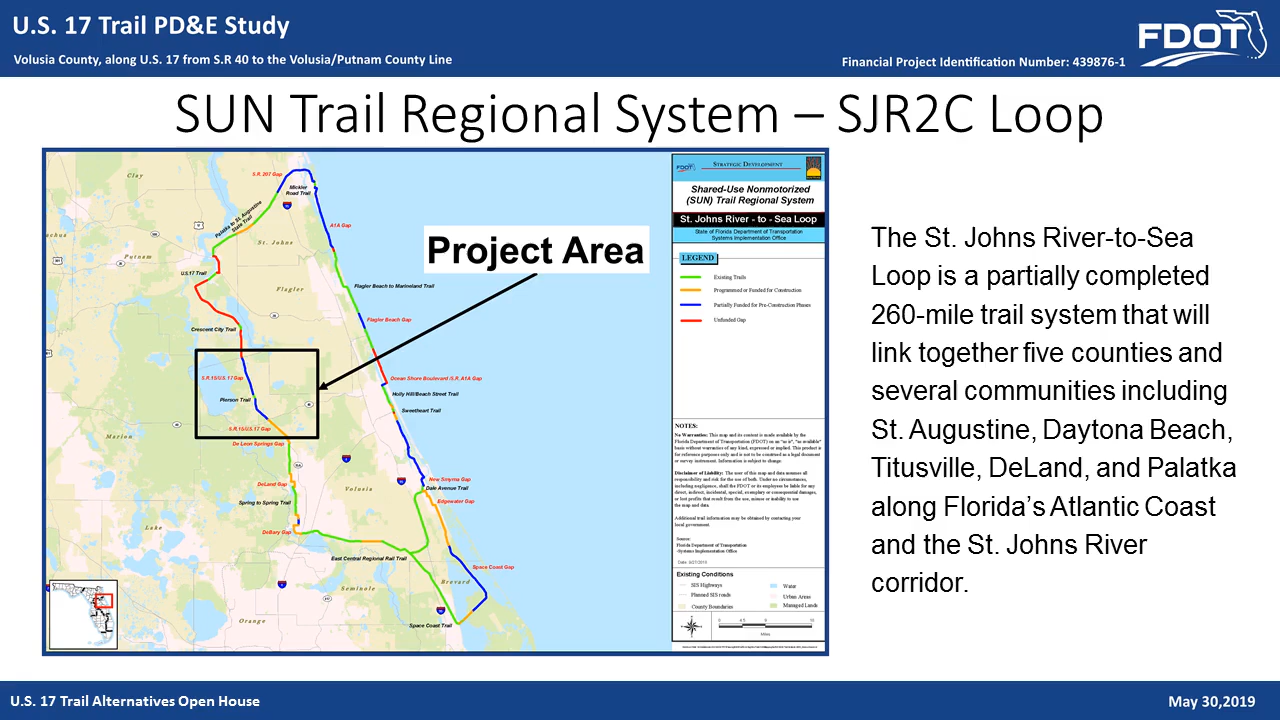 U.S. 17 Trail PD&E Study
Volusia County, along U.S. 17 from S.R 40 to the Volusia/Putnam County Line
Financial Project Identification Number: 439876-1
FDOT
SUN Trail Regional System – SJR2C Loop
Clay
S.R. 207 Gap
Mickler
Road Trail
Palatka to St. Augustine
State Trail
A1A Gap
St. Johns
Putnam
U.S.17 Trail
Project Area
Flagler
Flagler Beach to Marineland Trail
Flagler Beach Gap
Crescent City Trail
S.R.15/U.S.17 Gap
Ocean Shore Boulevard /S.R. A1A Gap
Pierson Trail
Holly Hill/Beach Street Trail
Sweetheart Trail
S.R.15/U.S.17 Gap
Marion
De Leon Springs Gap
DeLand Gap
Volusia
New Smyrna Gap
Dale Avenue Trail
Edgewater Gap
Spring to Spring Trail
Lake
DeBary Gap
East Central Regional Rail Trail
Space Coast Gap
Brevard
Seminole
Orange
Space Coast Trail
FDOT
STRATEGIC DEVELOPMENT
Shared-Use Nonmotorized
(SUN) Trail Regional System
St. Johns River - to - Sea Loop
State of Florida Department of Transportation
Systems Implementation Office
LEGEND
Existing Trails
Programmed or Funded for Construction
Partially Funded for Pre-Construction Phases
Unfunded Gap
NOTES:
No Warranties: This map and its content is made available by the
Florida Department of Transportation (FDOT) on an "as is", "as available"
basis without warranties of any kind, expressed or implied. This product is
for reference purposes only and is not to be construed as a legal document
or survey instrument. Information is subject to change.
Disclaimer of Liability: The user of this map and data assumes all
responsibility and risk for the use of both. Under no circumstances,
including negligence, shall the FDOT or its employees be liable for any
direct, indirect, incidental, special, exemplary or consequential damages,
or lost profits that result from the use, misuse or inability to use
the map and data.
Additional trail information may be obtained by contacting your
local government.
Source:
Florida Department of Transportation
-Systems Implementation Office
Existing Conditions
SIS Highways
Planned SIS roads
County Boundaries
Water
Urban Areas
Managed Lands
Miles
The St. Johns River-to-Sea
Loop is a partially completed
260-mile trail system that will
link together five counties and
several communities including
St. Augustine, Daytona Beach,
Titusville, DeLand, and Palatka
along Florida's Atlantic Coast
and the St. Johns River
corridor.
U.S. 17 Trail Alternatives Open House
May 30,2019